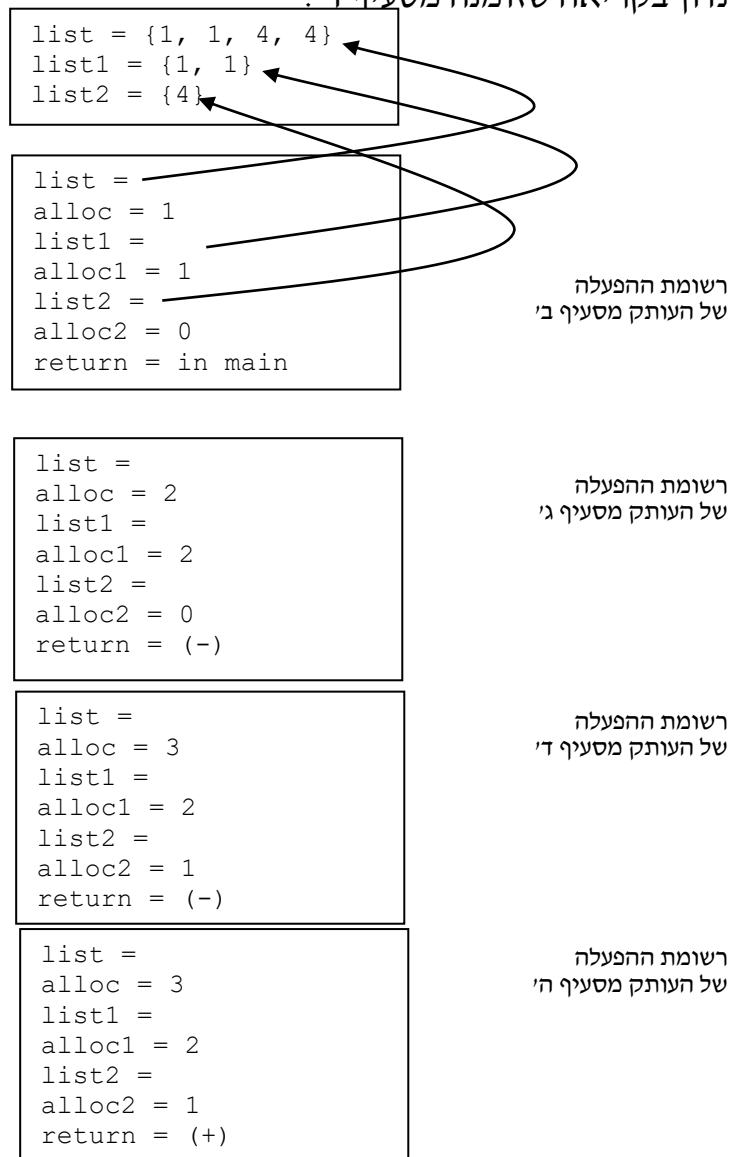 list = {1, 1, 4, 4}
list1 = {1, 1}
list2 = {4}
list =
alloc = 1
list1 =
alloc1 = 1
list2 =
alloc2 = 0
return = in main
רשומת ההפעלה
של העותק מסעיף ב'
list =
alloc = 2
list1 =
alloc1 = 2
list2 =
alloc2 = 0
return = (-)
רשומת ההפעלה
של העותק מסעיף ג'
list =
alloc = 3
list1 =
alloc1 = 2
list2 =
alloc2 = 1
return = (-)
רשומת ההפעלה
של העותק מסעיף ד'
list =
alloc = 3
list1 =
alloc1 = 2
list2 =
alloc2 = 1
return = (+)
רשומת ההפעלה
של העותק מסעיף ה'